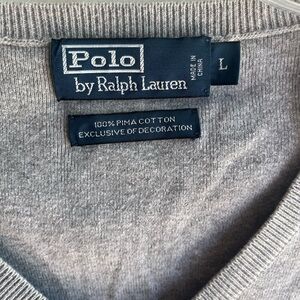 Polo
by Ralph Lauren
MADE IN
CHINA
L
100% PIMA COTTON
EXCLUSIVE OF DECORATION